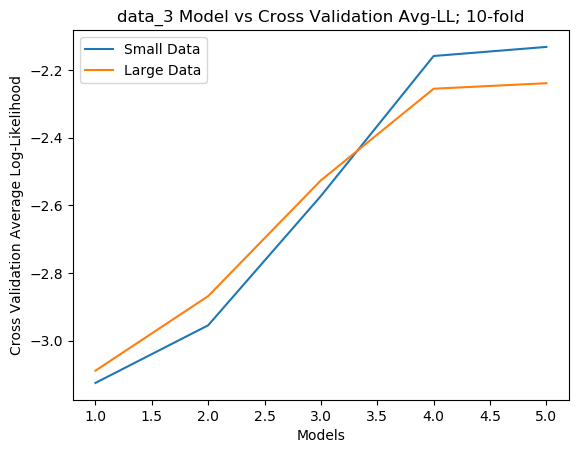 data_3 Model vs Cross Validation Avg-LL; 10-fold
Small Data
Large Data
Cross Validation Average Log-Likelihood
−2.2
−2.4
−2.6
−2.8
−3.0
1.0 1.5 2.0 2.5 3.0 3.5 4.0 4.5 5.0
Models